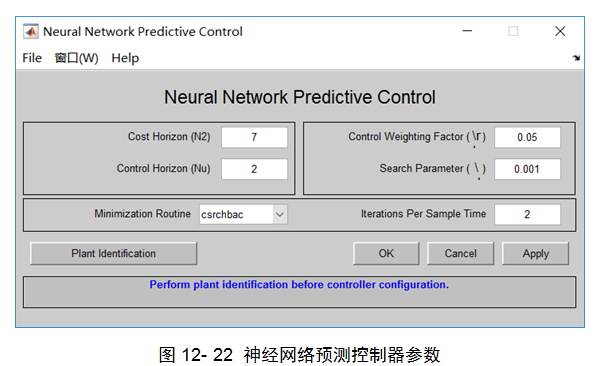 Neural Network Predictive Control
File 窗口(W) Help
Neural Network Predictive Control
Cost Horizon (N2) 7 Control Weighting Factor ( \r ) 0.05
Control Horizon (Nu) 2 Search Parameter ( \ ) 0.001
Minimization Routine csrchbac Iterations Per Sample Time 2
Plant Identification OK Cancel Apply
Perform plant identification before controller configuration.
图 12- 22 神经网络预测控制器参数